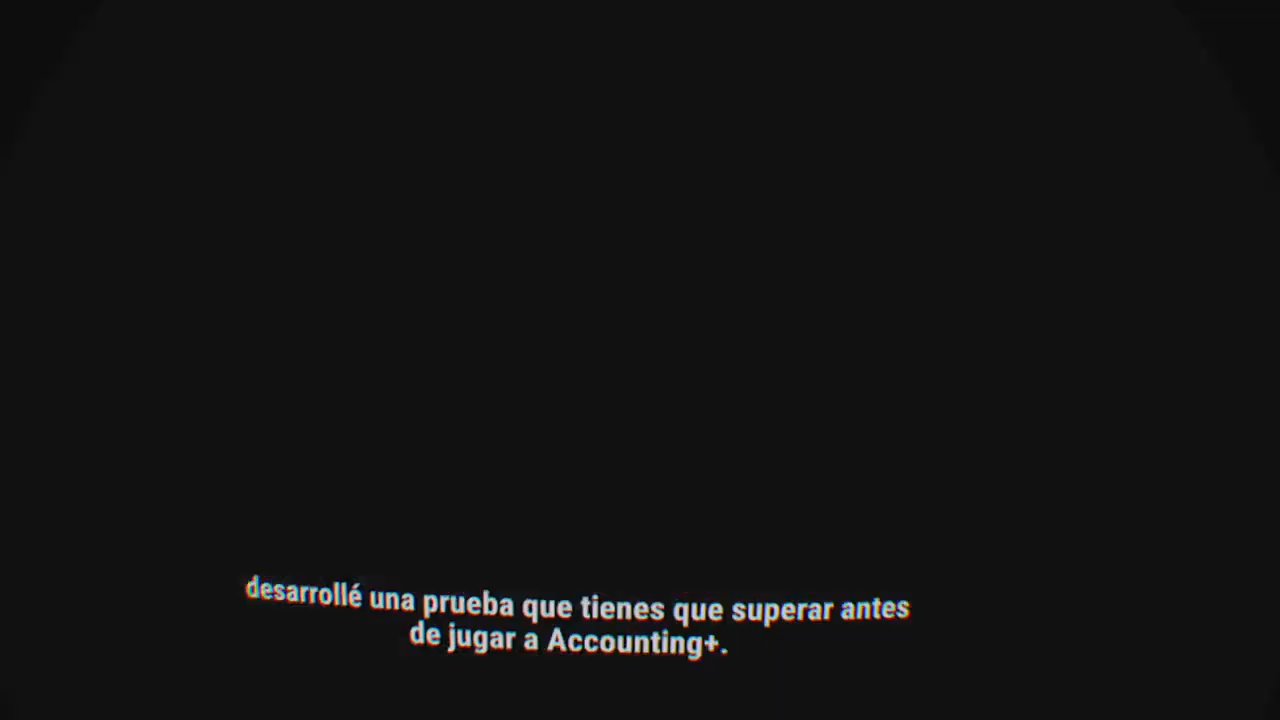 desarrollé una prueba que tienes que superar antes
de jugar a Accounting+.